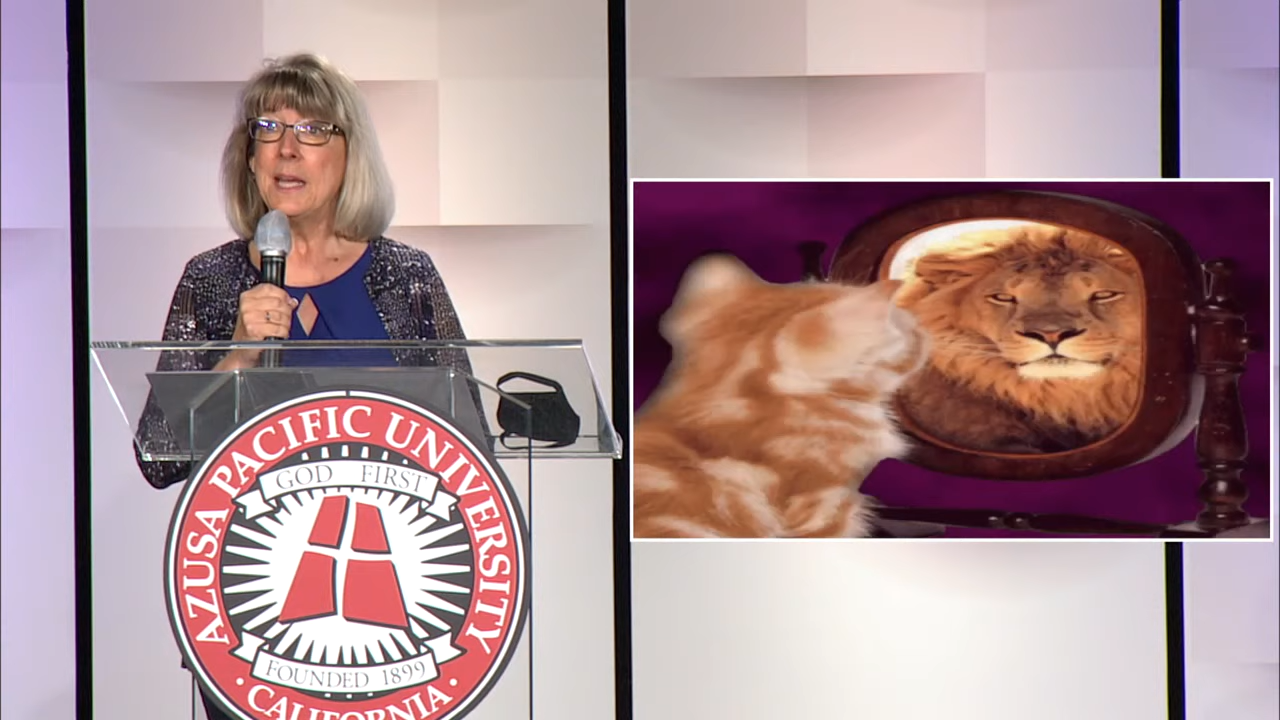 AZUSA PACIFIC UNIVERSITY
GOD FIRST
FOUNDED 1899
· CALIFORNIA ·